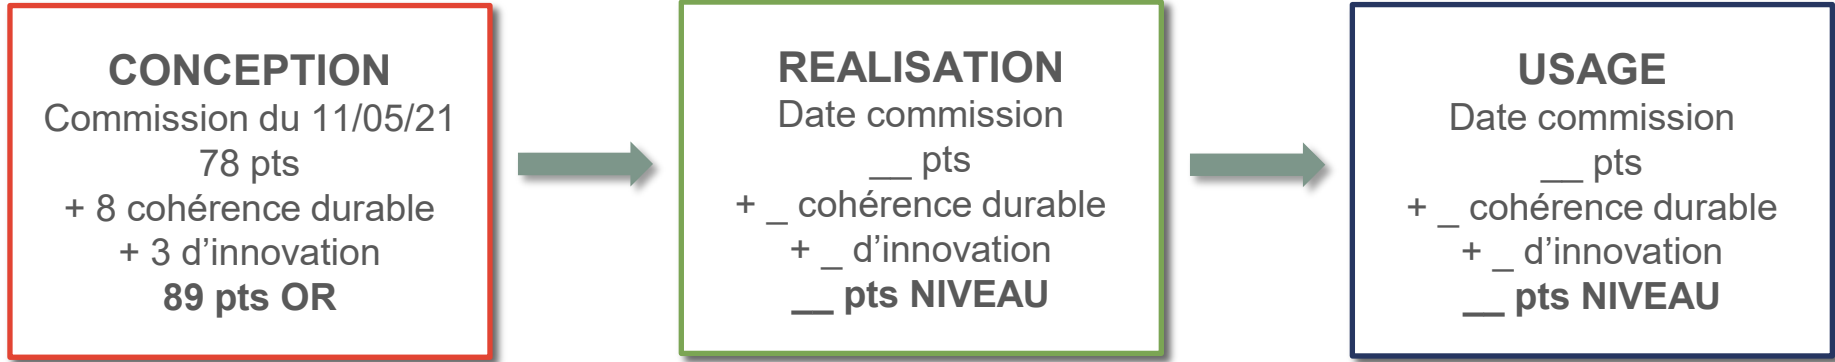 CONCEPTION
Commission du 11/05/21
78 pts
+ 8 cohérence durable
+ 3 d’innovation
89 pts OR
REALISATION
Date commission
__ pts
+ _ cohérence durable
+ _ d’innovation
__ pts NIVEAU
USAGE
Date commission
__ pts
+ _ cohérence durable
+ _ d’innovation
__ pts NIVEAU